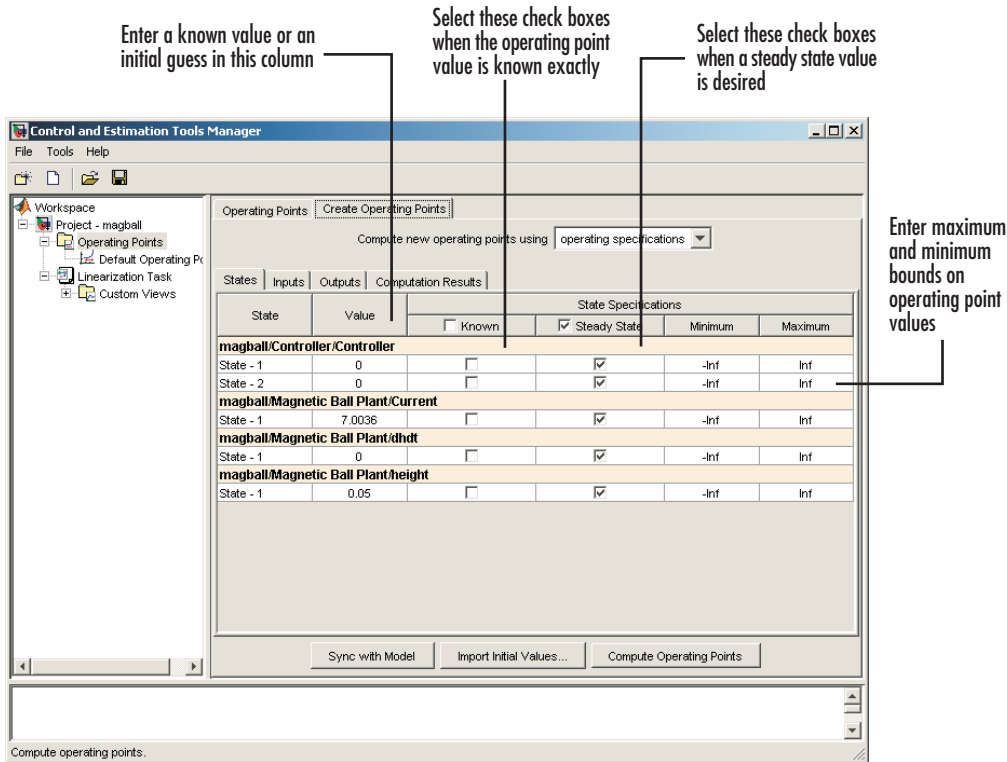 Enter a known value or an
initial guess in this column
Select these check boxes
when the operating point
value is known exactly
Select these check boxes
when a steady state value
is desired
Control and Estimation Tools Manager
File Tools Help
Workspace
Project - magball
Operating Points
Default Operating Po
Linearization Task
Custom Views
Operating Points Create Operating Points
Compute new operating points using operating specifications
States Inputs Outputs Computation Results
State Value State Specifications
Known Steady State Minimum Maximum
magball/Controller/Controller
State - 1 0 -Inf Inf
State - 2 0 -Inf Inf
magball/Magnetic Ball Plant/Current
State - 1 7.0036 -Inf Inf
magball/Magnetic Ball Plant/dhdt
State - 1 0 -Inf Inf
magball/Magnetic Ball Plant/height
State - 1 0.05 -Inf Inf
Enter maximum
and minimum
bounds on
operating point
values
Sync with Model Import Initial Values... Compute Operating Points
Compute operating points.